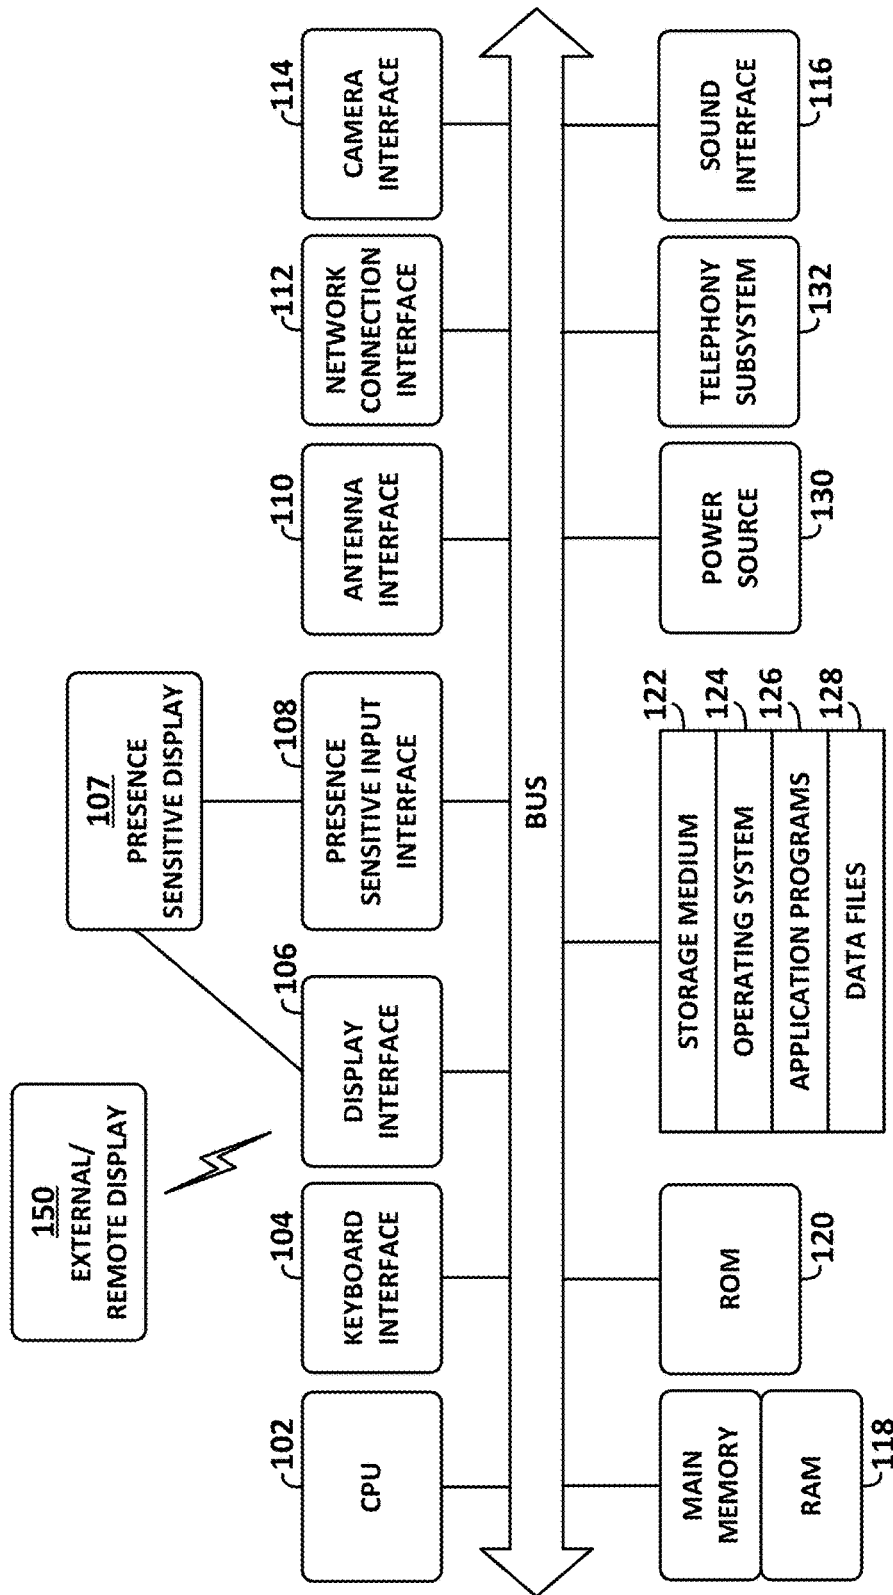 150
EXTERNAL/
REMOTE DISPLAY
107
PRESENCE
SENSITIVE DISPLAY
102
CPU
104
KEYBOARD
INTERFACE
106
DISPLAY
INTERFACE
108
PRESENCE
SENSITIVE INPUT
INTERFACE
110
ANTENNA
INTERFACE
112
NETWORK
CONNECTION
INTERFACE
114
CAMERA
INTERFACE
BUS
MAIN
MEMORY
RAM
118
ROM
120
STORAGE MEDIUM
122
OPERATING SYSTEM
124
APPLICATION PROGRAMS
126
DATA FILES
128
POWER
SOURCE
130
TELEPHONY
SUBSYSTEM
132
SOUND
INTERFACE
116